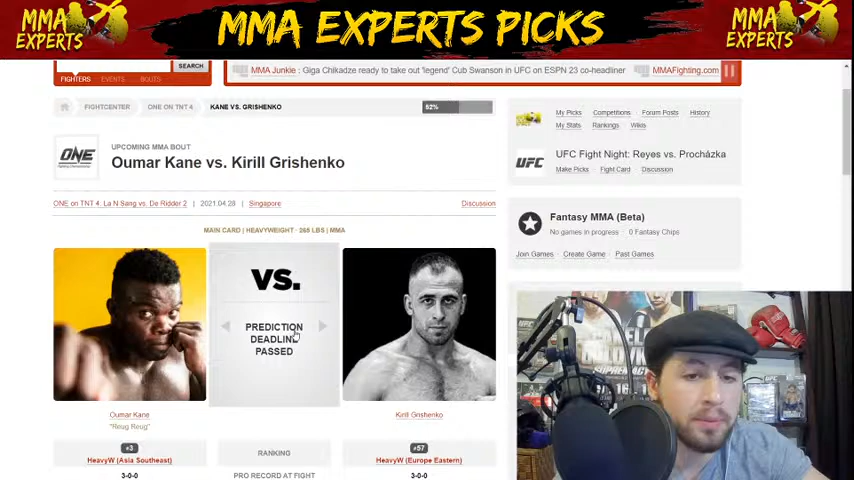 MMA EXPERTS
MMA EXPERTS PICKS
MMA EXPERTS
SEARCH
FIGHTERS EVENTS BOUTS
MMA Junkie : Giga Chikadze ready to take out 'legend' Cub Swanson in UFC on ESPN 23 co-headliner
MMAFighting.com
FIGHTCENTER ONE ON TNT 4 KANE VS. GRISHENKO
52%
ONE
UPCOMING MMA BOUT
Oumar Kane vs. Kirill Grishenko
ONE on TNT 4: La N Sang vs. De Ridder 2 | 2021.04.28 | Singapore
Discussion
MAIN CARD | HEAVYWEIGHT · 265 LBS | MMA
VS.
PREDICTION
DEADLINE
PASSED
Oumar Kane
"Reug Reug"
Kirill Grishenko
#3
HeavyW (Asia Southeast)
3-0-0
RANKING
PRO RECORD AT FIGHT
#57
HeavyW (Europe Eastern)
3-0-0
My Picks Competitions Forum Posts History
My Stats Rankings Wikis
UFC
UFC Fight Night: Reyes vs. Procházka
Make Picks Fight Card Discussion
Fantasy MMA (Beta)
No games in progress · 0 Fantasy Chips
Join Games Create Game Past Games